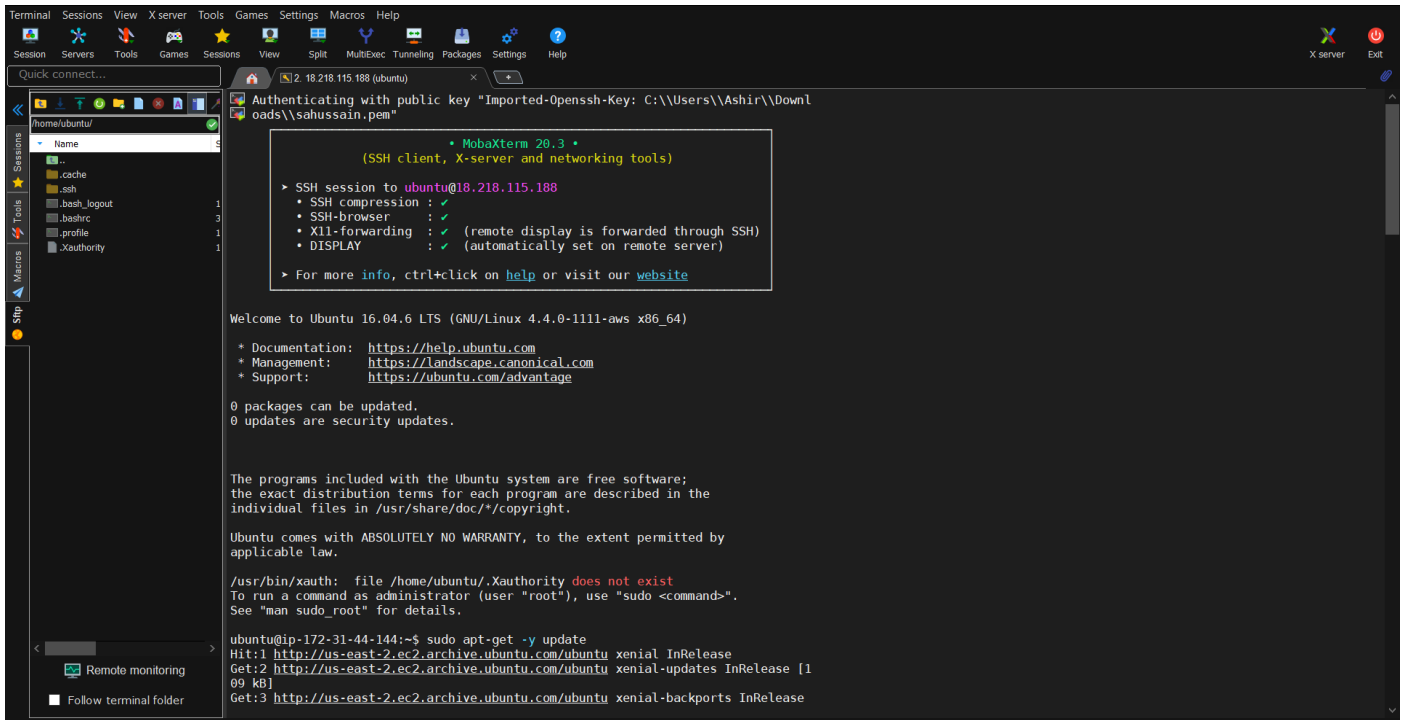 Terminal Sessions View X server Tools Games Settings Macros Help
Session Servers Tools Games Sessions View Split MultiExec Tunneling Packages Settings Help X server Exit
Quick connect...
2. 18.218.115.188 (ubuntu)
/home/ubuntu/
Name S
..
.cache
.ssh
.bash_logout 1
.bashrc 3
.profile 1
.Xauthority 1
Sessions
Tools
Macros
Sftp
Remote monitoring
Follow terminal folder
Authenticating with public key "Imported-Openssh-Key: C:\\Users\\Ashir\\Downl
oads\\sahussain.pem"
• MobaXterm 20.3 •
(SSH client, X-server and networking tools)
➤ SSH session to ubuntu@18.218.115.188
• SSH compression : ✔
• SSH-browser : ✔
• X11-forwarding : ✔ (remote display is forwarded through SSH)
• DISPLAY : ✔ (automatically set on remote server)
➤ For more info, ctrl+click on help or visit our website
Welcome to Ubuntu 16.04.6 LTS (GNU/Linux 4.4.0-1111-aws x86_64)
* Documentation: https://help.ubuntu.com
* Management: https://landscape.canonical.com
* Support: https://ubuntu.com/advantage
0 packages can be updated.
0 updates are security updates.
The programs included with the Ubuntu system are free software;
the exact distribution terms for each program are described in the
individual files in /usr/share/doc/*/copyright.
Ubuntu comes with ABSOLUTELY NO WARRANTY, to the extent permitted by
applicable law.
/usr/bin/xauth: file /home/ubuntu/.Xauthority does not exist
To run a command as administrator (user "root"), use "sudo <command>".
See "man sudo_root" for details.
ubuntu@ip-172-31-44-144:~$ sudo apt-get -y update
Hit:1 http://us-east-2.ec2.archive.ubuntu.com/ubuntu xenial InRelease
Get:2 http://us-east-2.ec2.archive.ubuntu.com/ubuntu xenial-updates InRelease [1
09 kB]
Get:3 http://us-east-2.ec2.archive.ubuntu.com/ubuntu xenial-backports InRelease